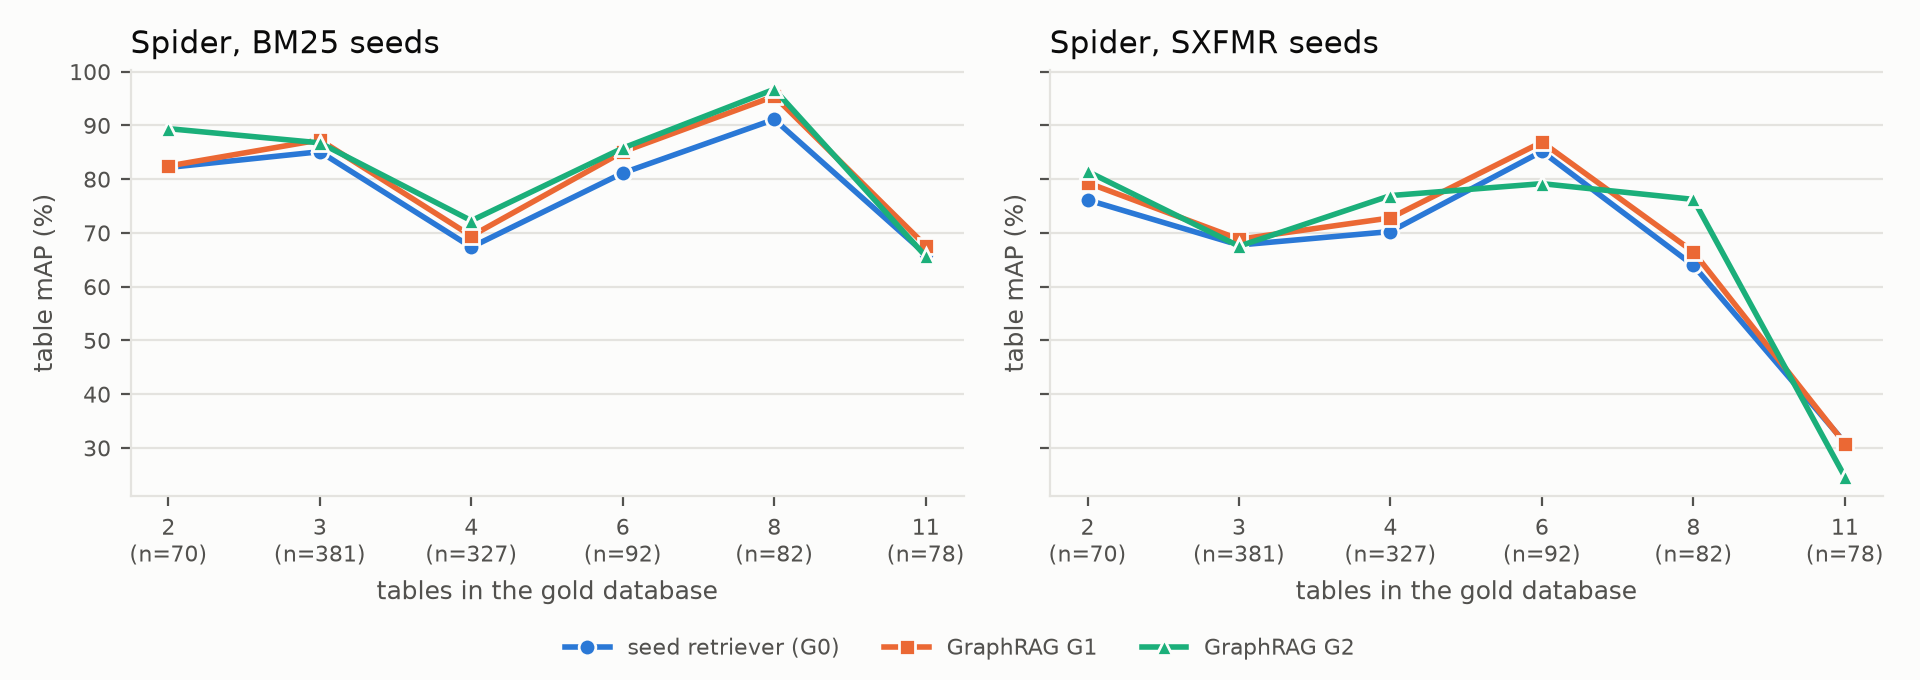 Spider, BM25 seeds
table mAP (%)
100
90
80
70
60
50
40
30
2 3 4 6 8 11
(n=70) (n=381) (n=327) (n=92) (n=82) (n=78)
tables in the gold database
Spider, SXFMR seeds
table mAP (%)
2 3 4 6 8 11
(n=70) (n=381) (n=327) (n=92) (n=82) (n=78)
tables in the gold database
seed retriever (G0) GraphRAG G1 GraphRAG G2